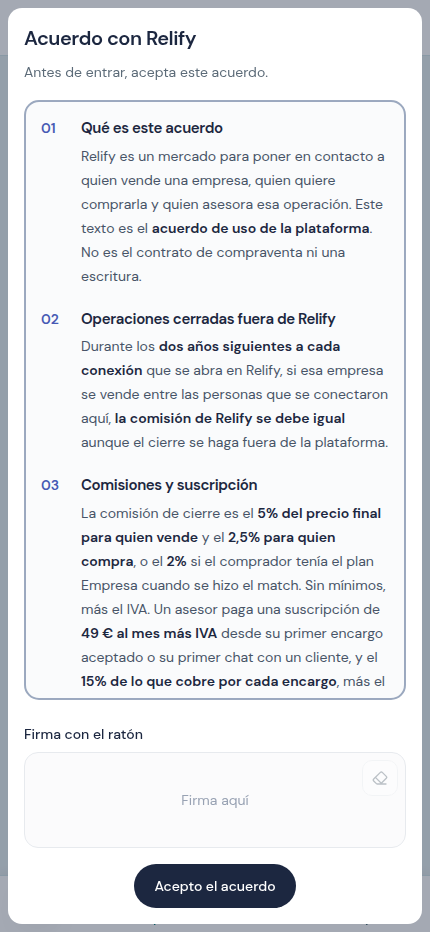 Acuerdo con Relify
Antes de entrar, acepta este acuerdo.
01 Qué es este acuerdo
Relify es un mercado para poner en contacto a
quien vende una empresa, quien quiere
comprarla y quien asesora esa operación. Este
texto es el acuerdo de uso de la plataforma.
No es el contrato de compraventa ni una
escritura.
02 Operaciones cerradas fuera de Relify
Durante los dos años siguientes a cada
conexión que se abra en Relify, si esa empresa
se vende entre las personas que se conectaron
aquí, la comisión de Relify se debe igual
aunque el cierre se haga fuera de la plataforma.
03 Comisiones y suscripción
La comisión de cierre es el 5% del precio final
para quien vende y el 2,5% para quien
compra, o el 2% si el comprador tenía el plan
Empresa cuando se hizo el match. Sin mínimos,
más el IVA. Un asesor paga una suscripción de
49 € al mes más IVA desde su primer encargo
aceptado o su primer chat con un cliente, y el
15% de lo que cobre por cada encargo, más el
Firma con el ratón
Firma aquí
Acepto el acuerdo